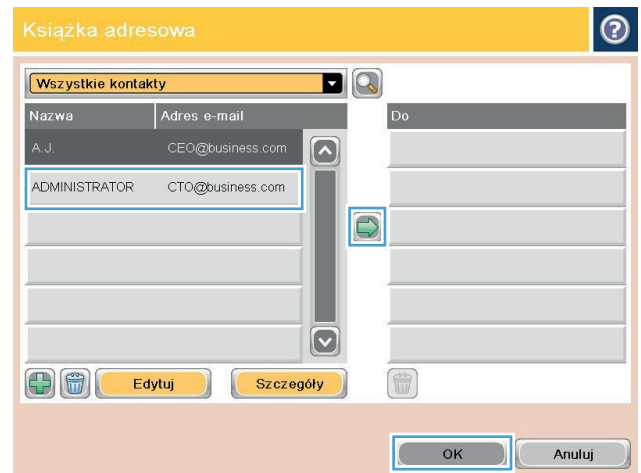 Książka adresowa
?
Wszystkie kontakty
Nazwa Adres e-mail Do
A.J. CEO@business.com
ADMINISTRATOR CTO@business.com
Edytuj Szczegóły
OK Anuluj